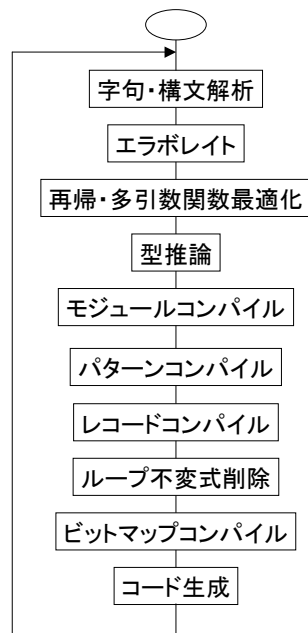 字句・構文解析
エラボレイト
再帰・多引数関数最適化
型推論
モジュールコンパイル
パターンコンパイル
レコードコンパイル
ループ不変式削除
ビットマップコンパイル
コード生成